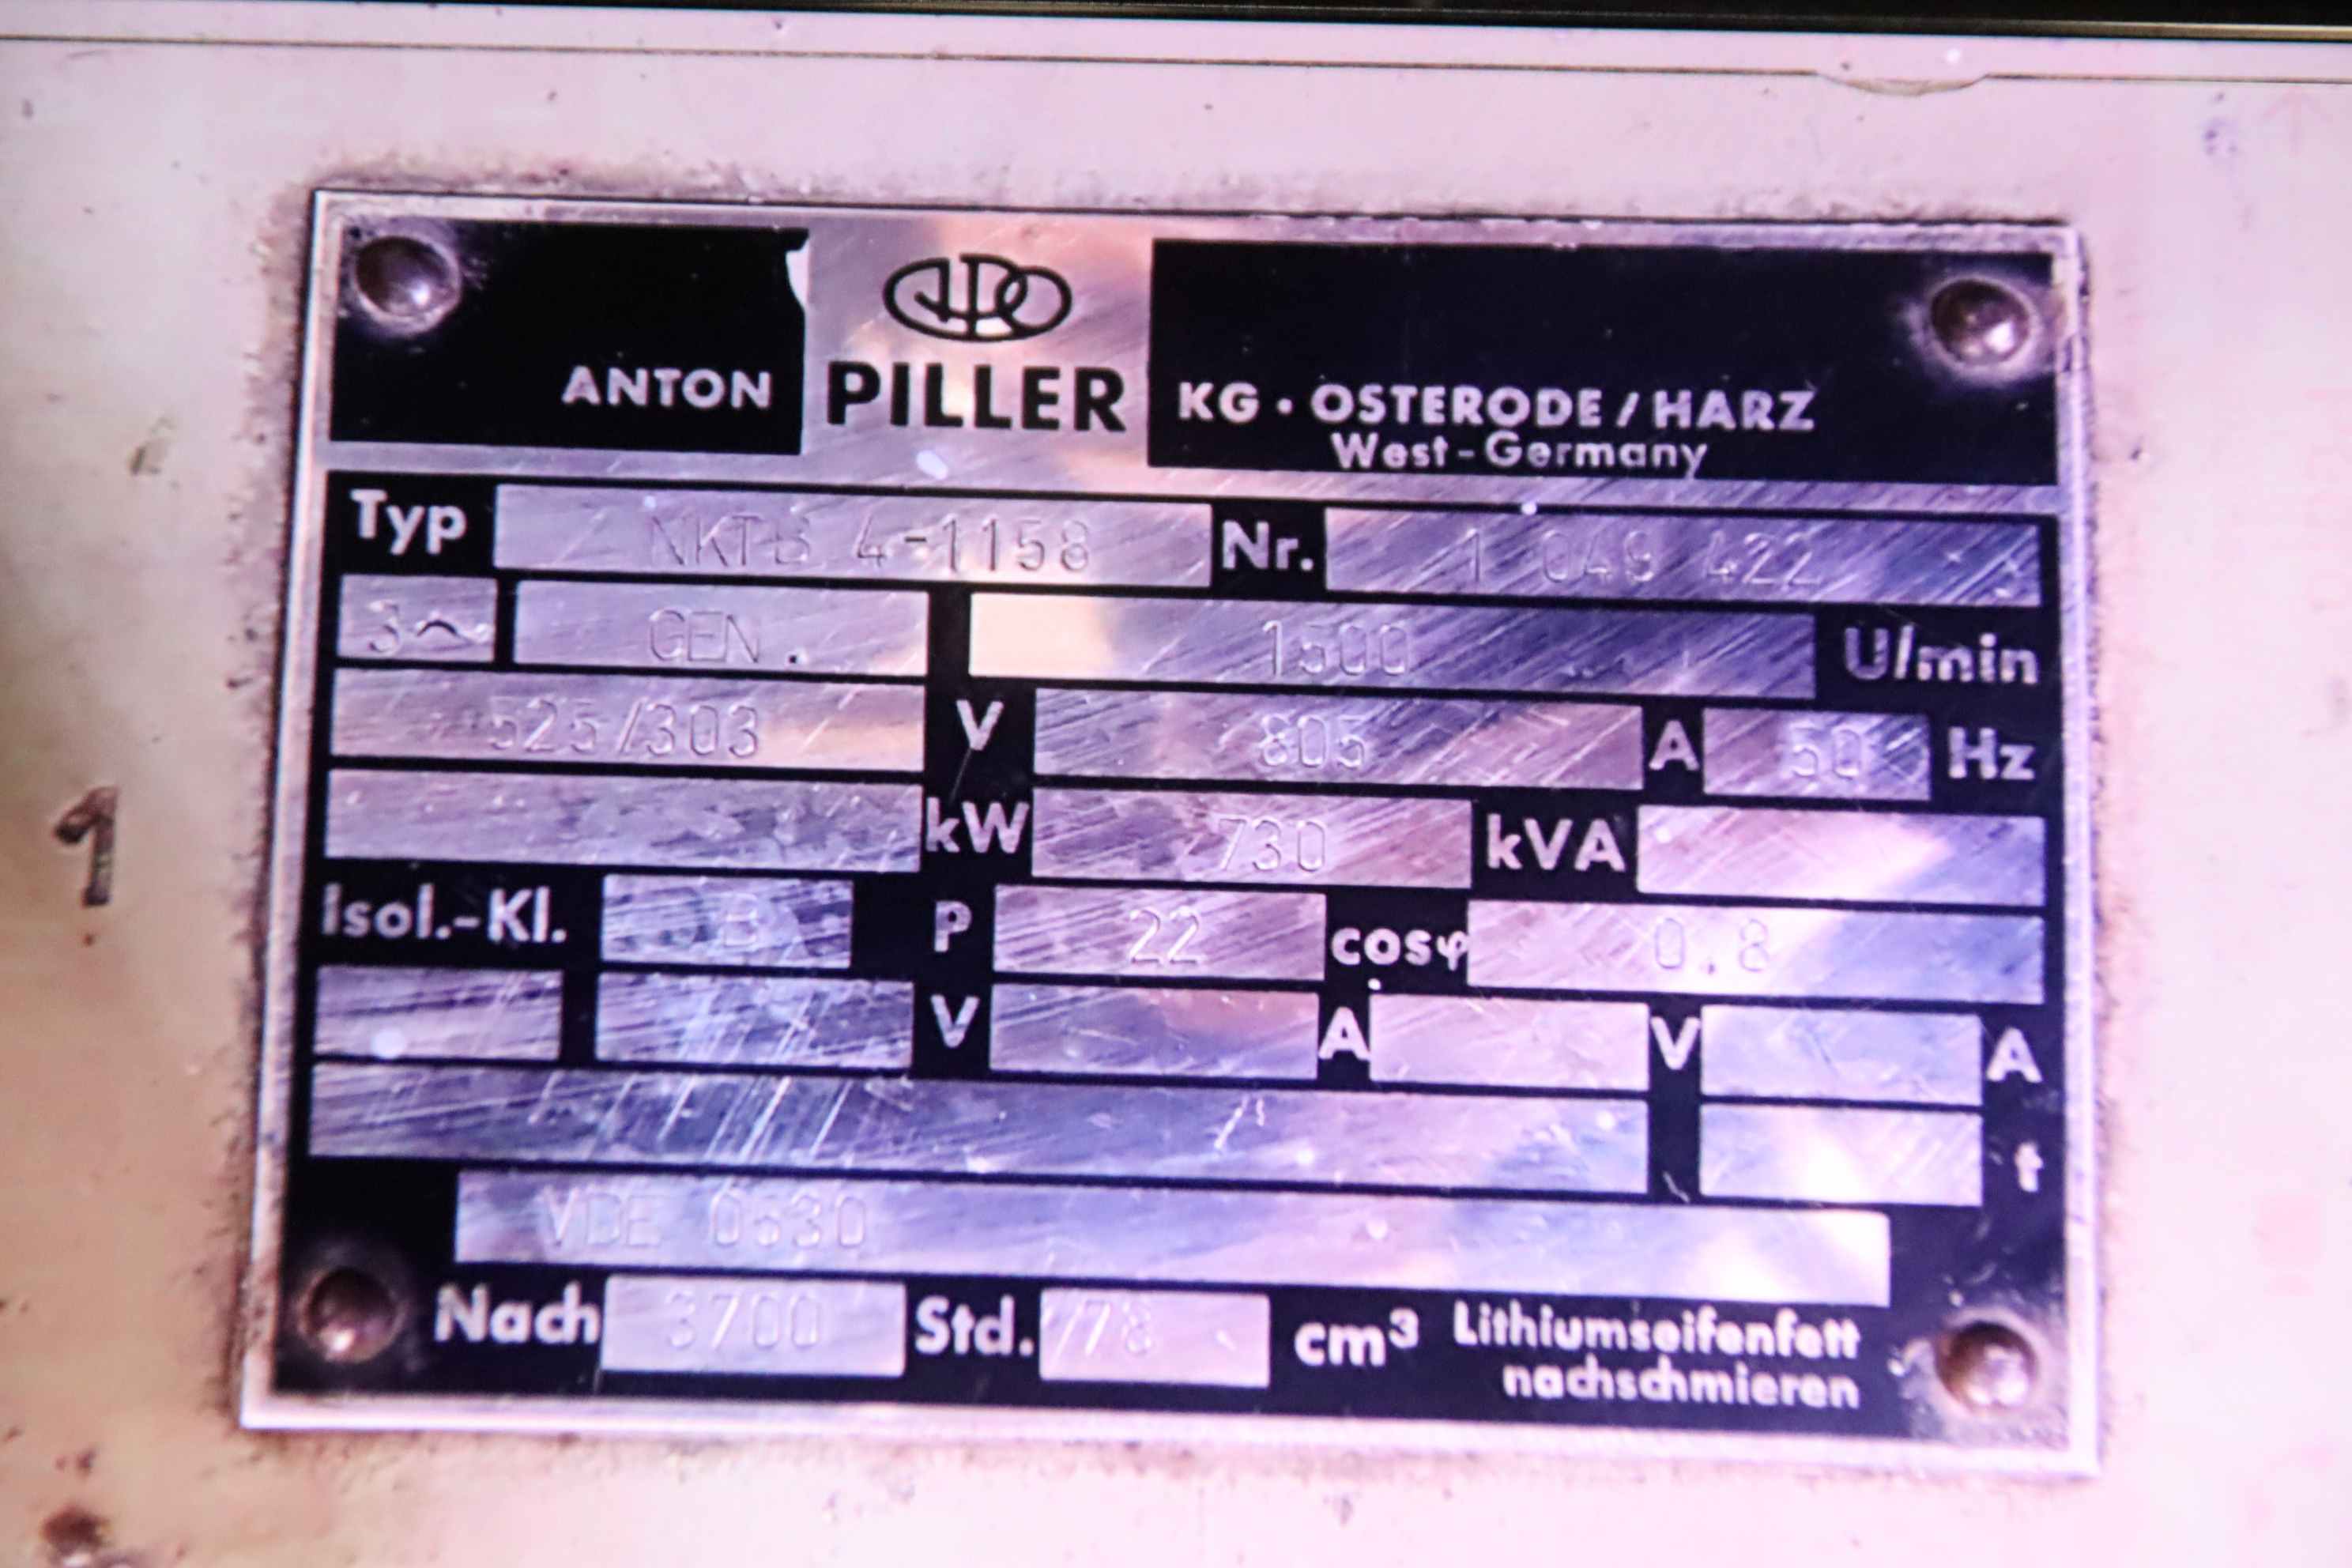 ANTON PILLER KG · OSTERODE / HARZ
West-Germany
Typ NKTB 4-1158 Nr. 1 049 422
3~ GEN. 1500 U/min
525/303 V 805 A 50 Hz
kW 730 kVA
Isol.-Kl. B P 22 cosφ 0.8
V A V A
t
VDE 0530
Nach 3700 Std. 78 cm³ Lithiumseifenfett
nachschmieren
1